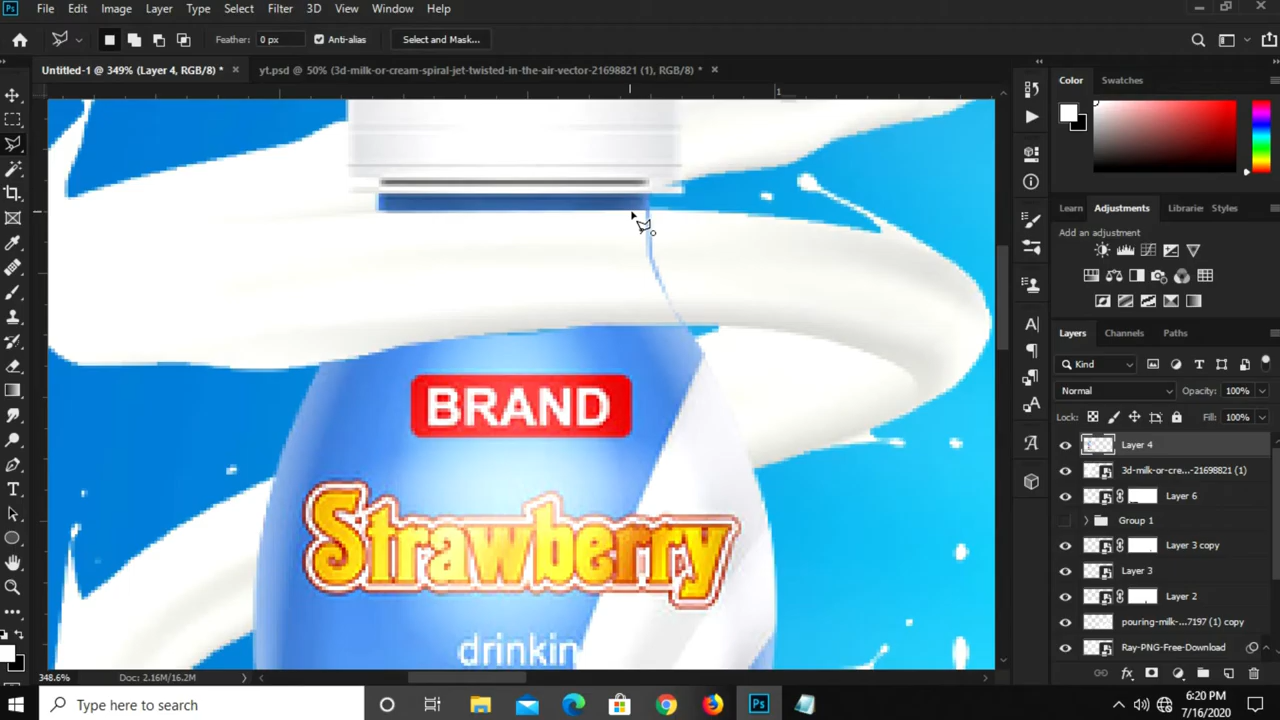 File Edit Image Layer Type Select Filter 3D View Window Help
Feather: 0 px Anti-alias Select and Mask...
Untitled-1 @ 349% (Layer 4, RGB/8) * × yt.psd @ 50% (3d-milk-or-cream-spiral-jet-twisted-in-the-air-vector-21698821 (1), RGB/8) * ×
1
Color Swatches
Learn Adjustments Librarie Styles
Add an adjustment
Layers Channels Paths
Kind
Normal Opacity: 100%
Lock: Fill: 100%
Layer 4
3d-milk-or-cre...-21698821 (1)
Layer 6
Group 1
Layer 3 copy
Layer 3
Layer 2
pouring-milk-...7197 (1) copy
Ray-PNG-Free-Download
BRAND
Strawberry
drinkin
348.6% Doc: 2.16M/16.2M
Type here to search
6:20 PM
7/16/2020